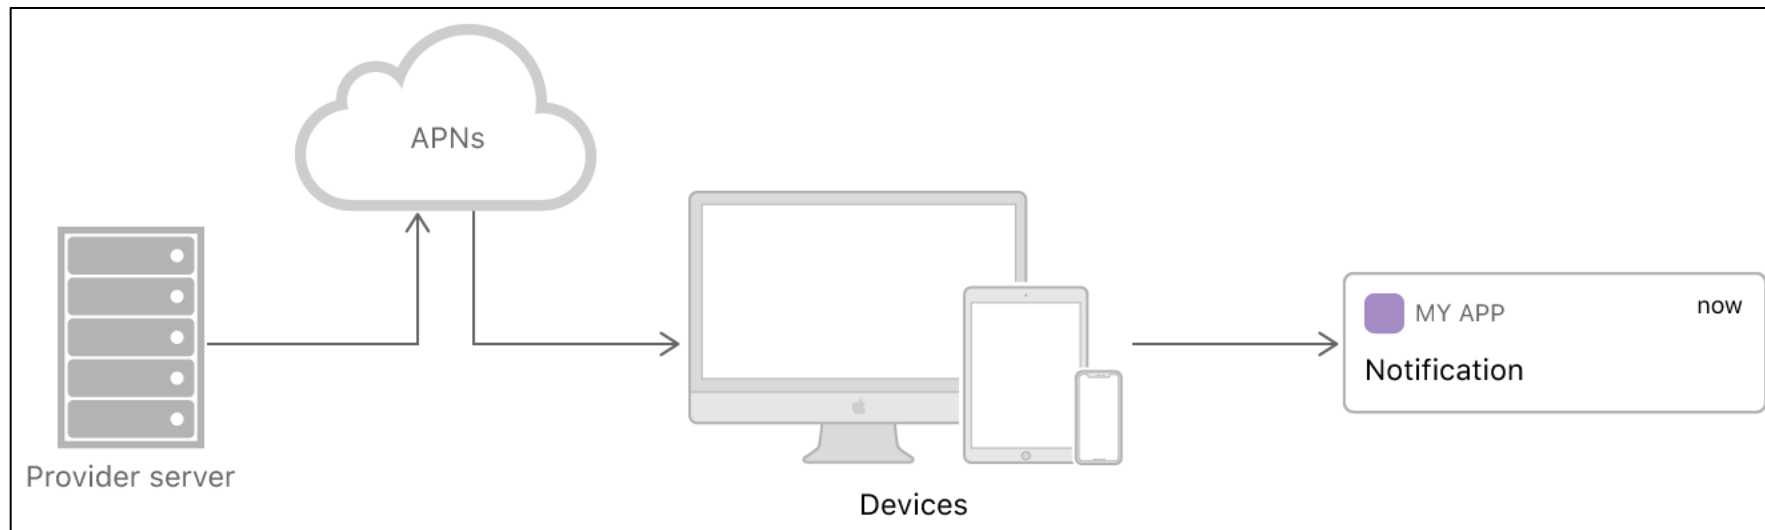 APNs
Provider server
Devices
MY APP
now
Notification